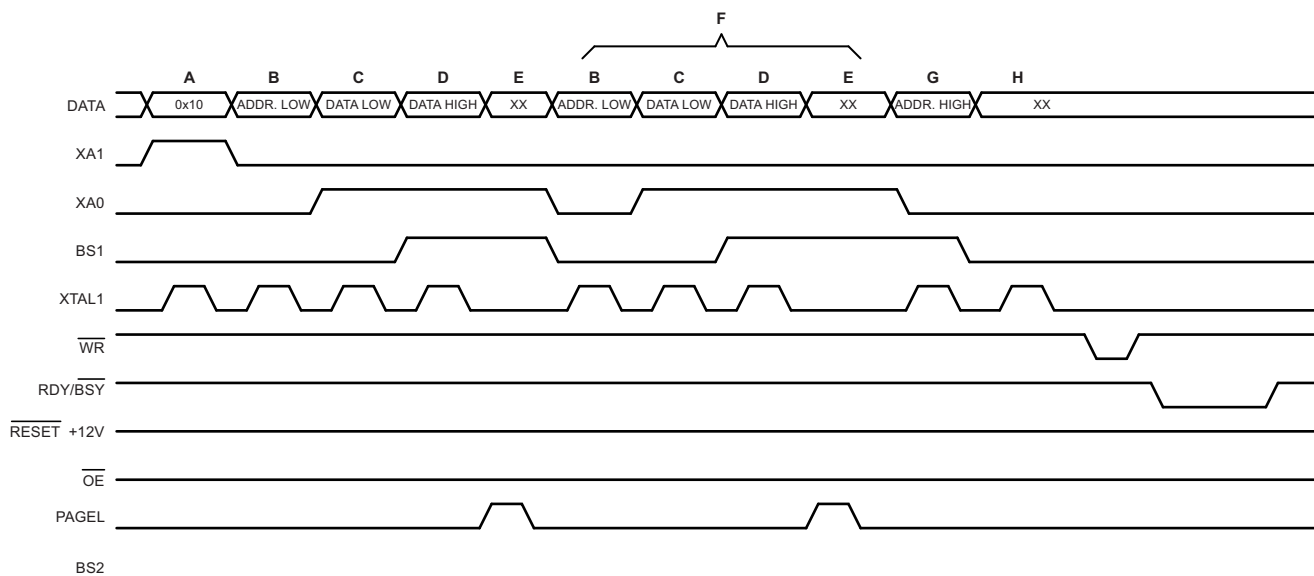 F
A B C D E B C D E G H
DATA 0x10 ADDR. LOW DATA LOW DATA HIGH XX ADDR. LOW DATA LOW DATA HIGH XX ADDR. HIGH XX
XA1
XA0
BS1
XTAL1
WR
RDY/BSY
RESET +12V
OE
PAGEL
BS2